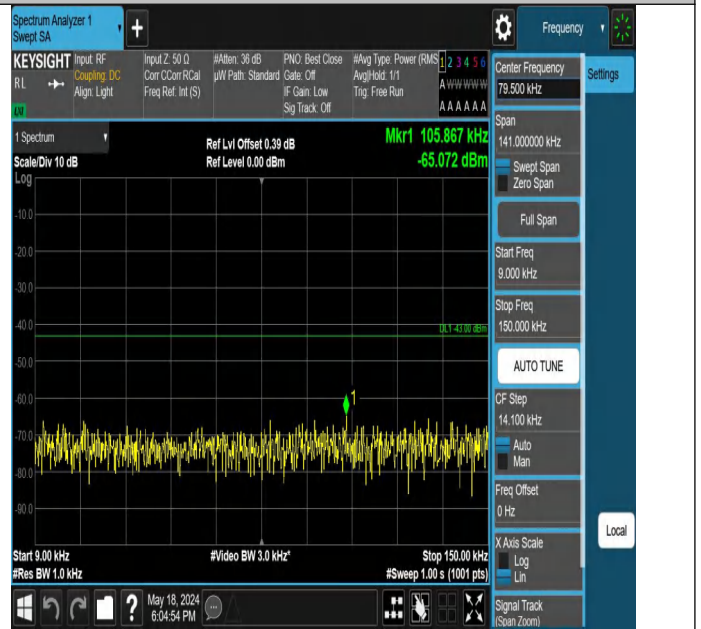 Spectrum Analyzer 1
Swept SA
+
Frequency
KEYSIGHT
Input: RF
Coupling: DC
Align: Light
Input Z: 50 Ω
Corr CCorr RCal
Freq Ref: Int (S)
#Atten: 36 dB
µW Path: Standard
PNO: Best Close
Gate: Off
IF Gain: Low
Sig Track: Off
#Avg Type: Power (RMS
Avg|Hold: 1/1
Trig: Free Run
1 2 3 4 5 6
A W W W W W
A A A A A A
RL
1 Spectrum
Scale/Div 10 dB
Log
Ref Lvl Offset 0.39 dB
Ref Level 0.00 dBm
Mkr1 105.867 kHz
-65.072 dBm
-10.0
-20.0
-30.0
-40.0
DL1 -43.00 dBm
-50.0
-60.0
1
-70.0
-80.0
-90.0
Start 9.00 kHz
#Res BW 1.0 kHz
#Video BW 3.0 kHz*
Stop 150.00 kHz
#Sweep 1.00 s (1001 pts)
Center Frequency
79.500 kHz
Settings
Span
141.000000 kHz
Swept Span
Zero Span
Full Span
Start Freq
9.000 kHz
Stop Freq
150.000 kHz
AUTO TUNE
CF Step
14.100 kHz
Auto
Man
Freq Offset
0 Hz
X Axis Scale
Log
Lin
Local
Signal Track
(Span Zoom)
?
May 18, 2024
6:04:54 PM